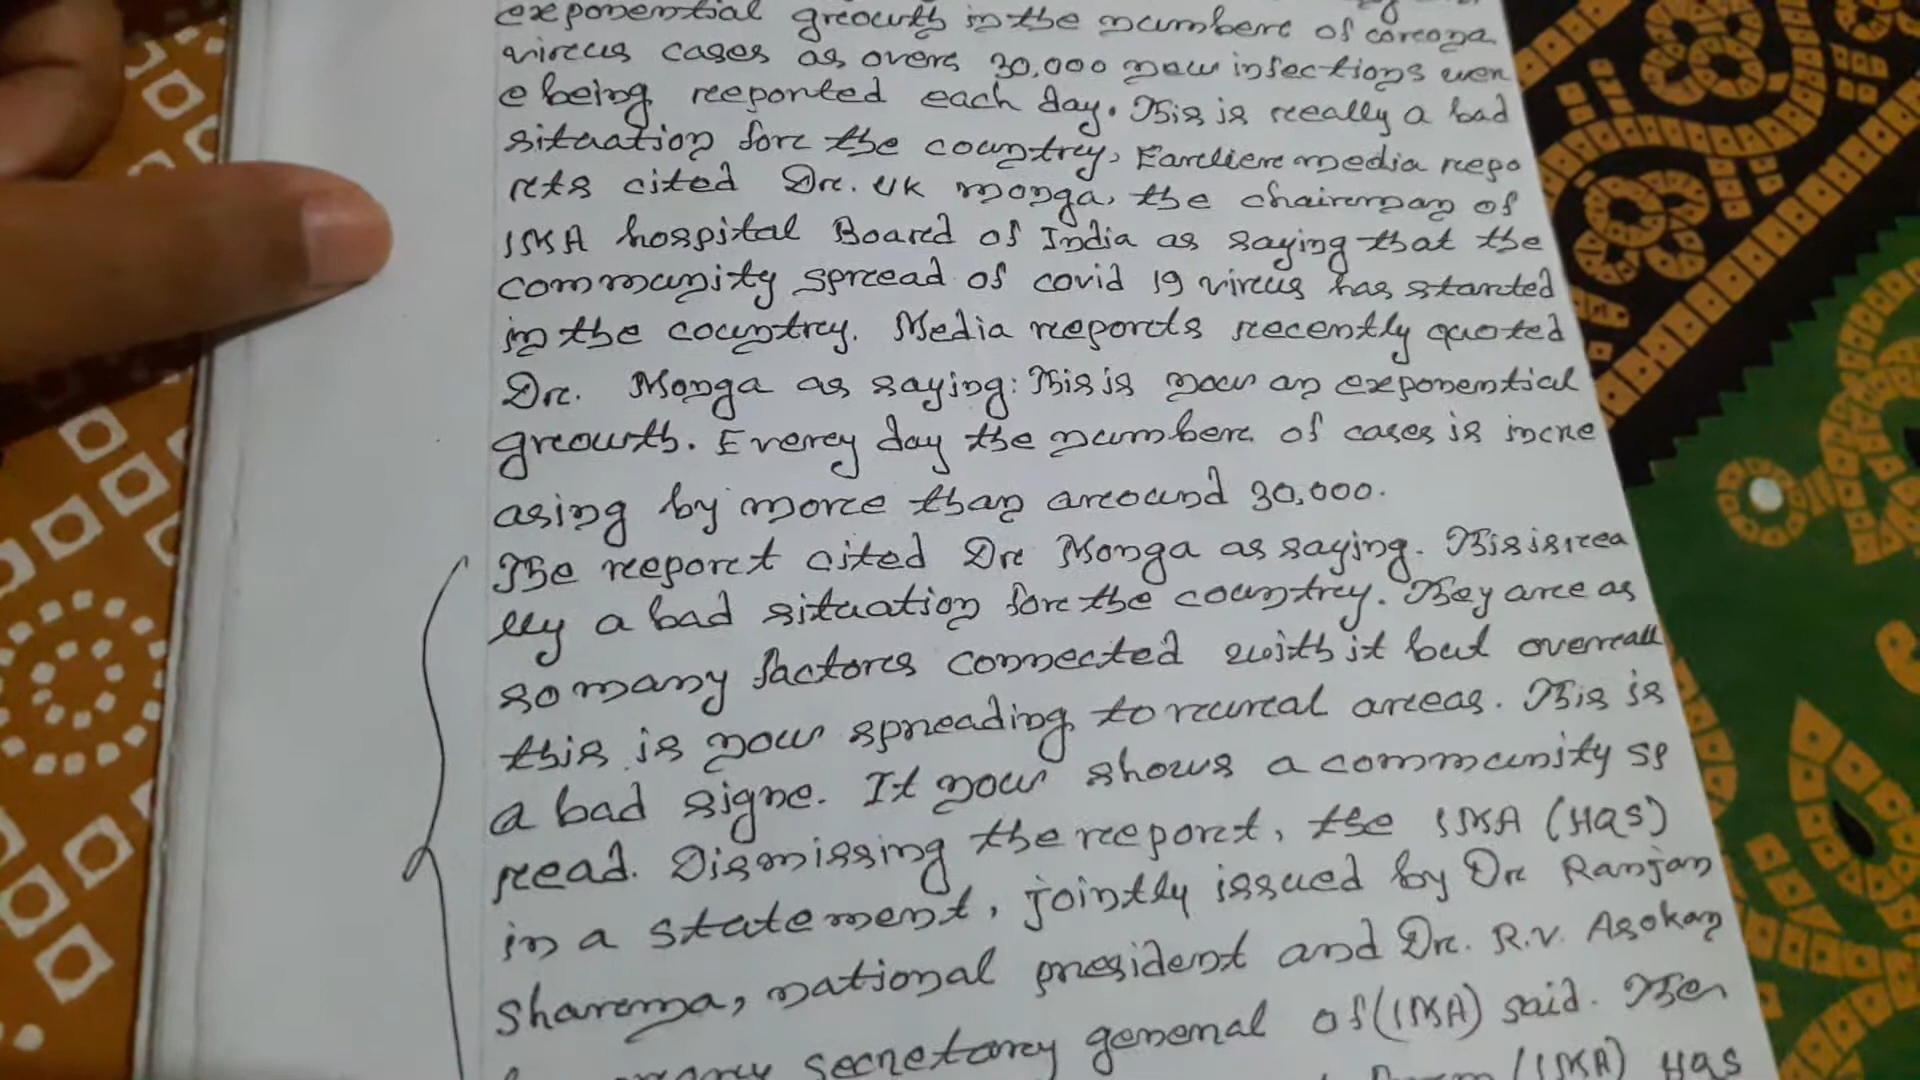 exponential growth in the number of corona
virus cases as over 30,000 new infections wer
e being reported each day. This is really a bad
situation for the country, Earlier media repo
rts cited Dr. VK monga, the chairman of
IMA hospital Board of India as saying that the
community spread of covid 19 virus has started
in the country. Media reports recently quoted
Dr. Monga as saying: This is now an exponential
growth. Every day the number of cases is incre
asing by more than around 30,000.
The report cited Dr Monga as saying. This is rea
lly a bad situation for the country. They are as
so many factors connected with it but overall
this is now spreading to rural areas. This is
a bad signe. It now shows a community sp
read. Dismissing the report, the IMA (HQS)
in a statement, jointly issued by Dr Ranjan
Sharma, national president and Dr. R.V. Asokan
secretary general of (IMA) said. The
(IMA) HQS